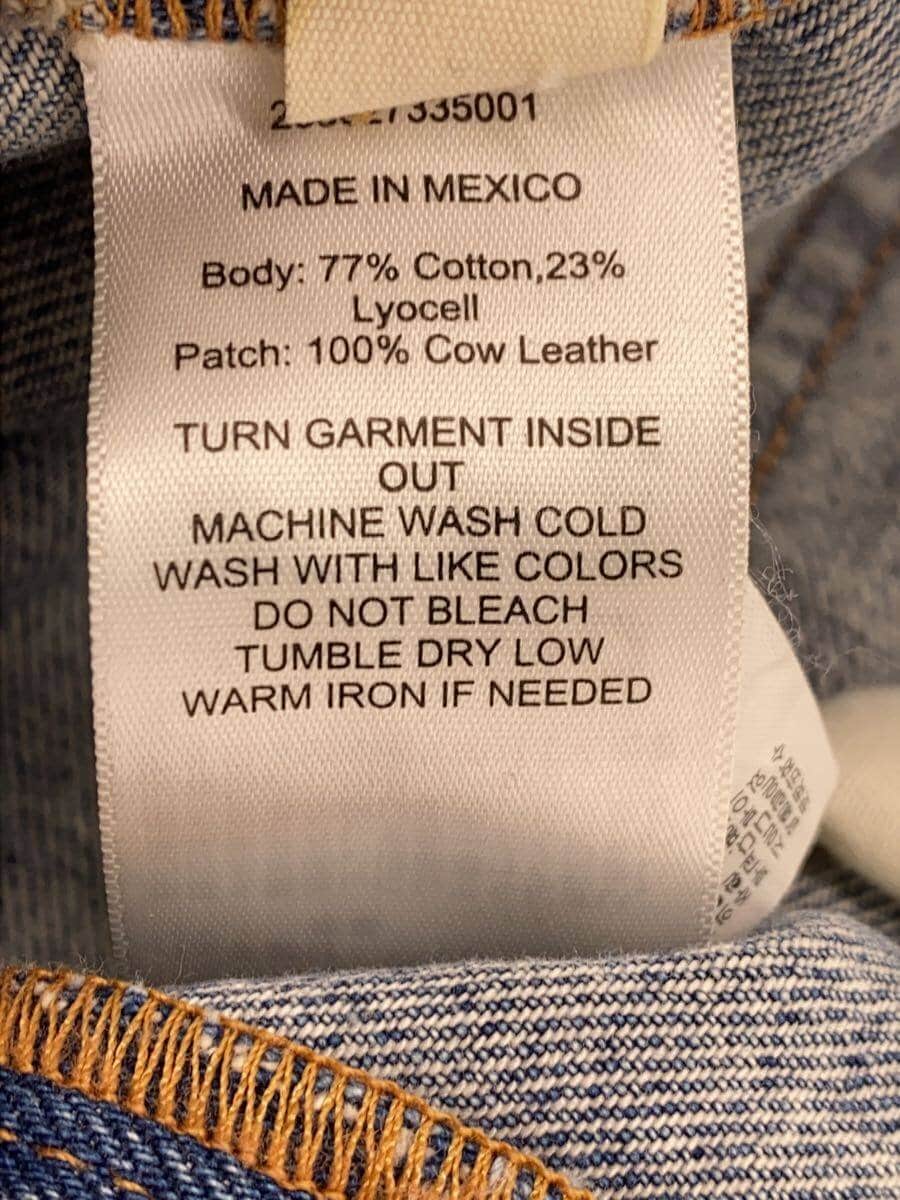 335001
MADE IN MEXICO
Body: 77% Cotton,23%
Lyocell
Patch: 100% Cow Leather
TURN GARMENT INSIDE
OUT
MACHINE WASH COLD
WASH WITH LIKE COLORS
DO NOT BLEACH
TUMBLE DRY LOW
WARM IRON IF NEEDED